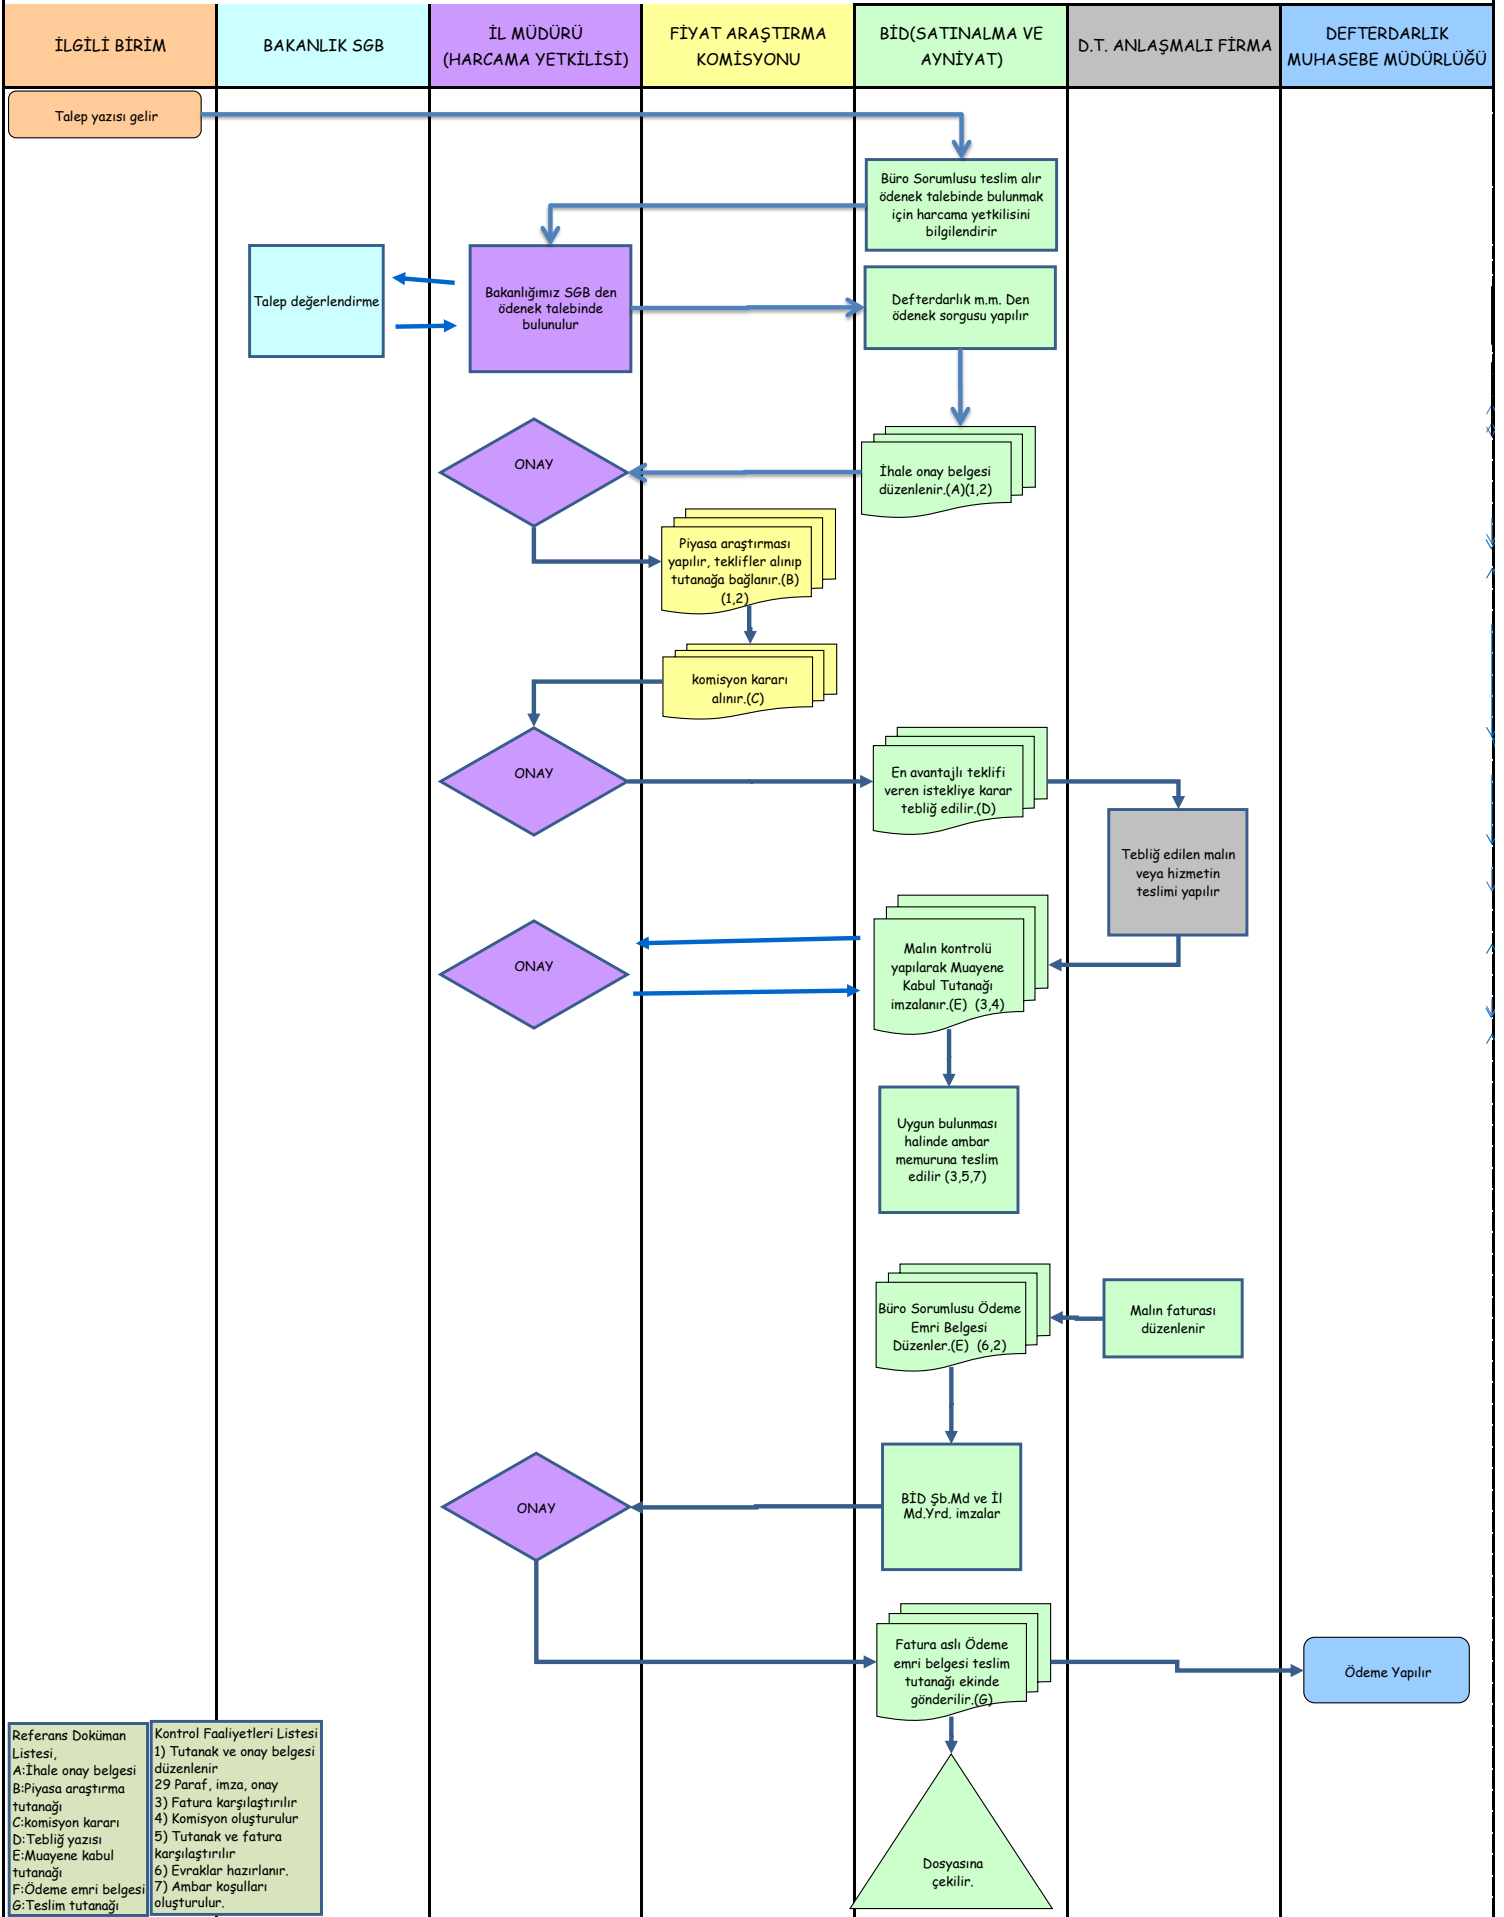 İLGİLİ BİRİM
BAKANLIK SGB
İL MÜDÜRÜ
(HARCAMA YETKİLİSİ)
FİYAT ARAŞTIRMA
KOMİSYONU
BİD(SATINALMA VE
AYNİYAT)
D.T. ANLAŞMALI FİRMA
DEFTERDARLIK
MUHASEBE MÜDÜRLÜĞÜ
Talep yazısı gelir
Büro Sorumlusu teslim alır
ödenek talebinde bulunmak
için harcama yetkilisini
bilgilendirir
Talep değerlendirme
Bakanlığımız SGB den
ödenek talebinde
bulunulur
Defterdarlık m.m. Den
ödenek sorgusu yapılır
ONAY
İhale onay belgesi
düzenlenir.(A)(1,2)
Piyasa araştırması
yapılır, teklifler alınıp
tutanağa bağlanır.(B)
(1,2)
komisyon kararı
alınır.(C)
ONAY
En avantajlı teklifi
veren istekliye karar
tebliğ edilir.(D)
Tebliğ edilen malın
veya hizmetin
teslimi yapılır
ONAY
Malın kontrolü
yapılarak Muayene
Kabul Tutanağı
imzalanır.(E)  (3,4)
Uygun bulunması
halinde ambar
memuruna teslim
edilir (3,5,7)
Büro Sorumlusu Ödeme
Emri Belgesi
Düzenler.(E)  (6,2)
Malın faturası
düzenlenir
ONAY
BİD Şb.Md ve İl
Md.Yrd. imzalar
Fatura aslı Ödeme
emri belgesi teslim
tutanağı ekinde
gönderilir.(G)
Ödeme Yapılır
Dosyasına
çekilir.
Referans Doküman
Listesi,
A:İhale onay belgesi
B:Piyasa araştırma
tutanağı
C:komisyon kararı
D:Tebliğ yazısı
E:Muayene kabul
tutanağı
F:Ödeme emri belgesi
G:Teslim tutanağı
Kontrol Faaliyetleri Listesi
1) Tutanak ve onay belgesi
düzenlenir
29 Paraf, imza, onay
3) Fatura karşılaştırılır
4) Komisyon oluşturulur
5) Tutanak ve fatura
karşılaştırılır
6) Evraklar hazırlanır.
7) Ambar koşulları
oluşturulur.